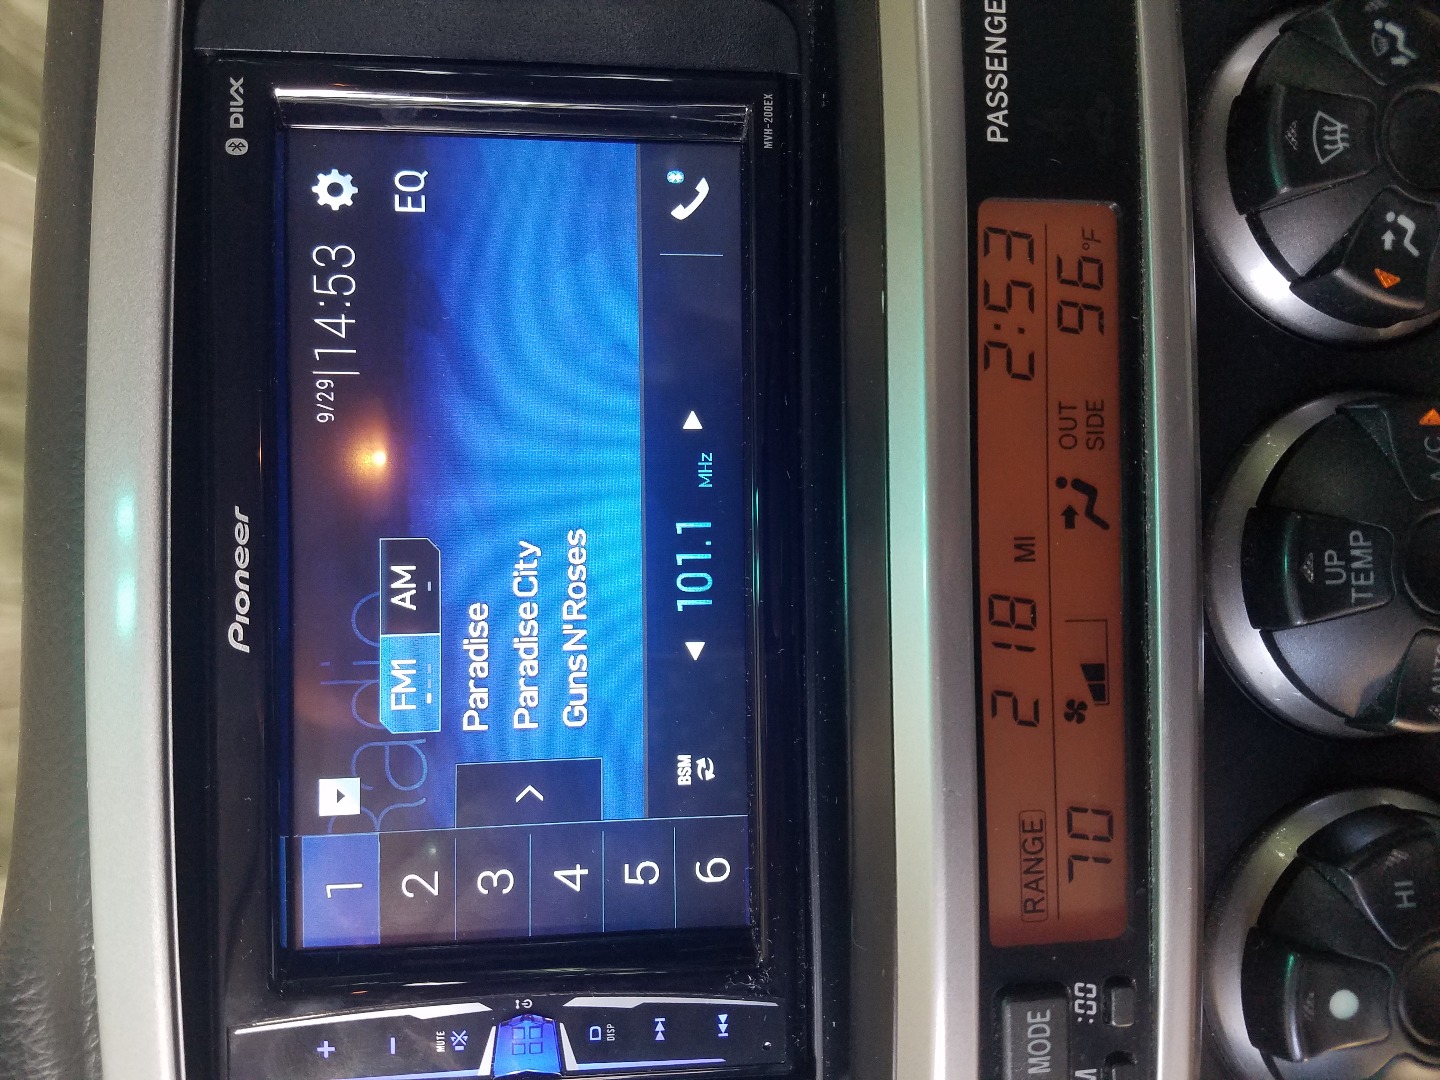 Pioneer
DIVX
Radio
9/29 | 14:53
FM1
AM
EQ
1
2
3
4
5
6
Paradise
Paradise City
Guns N' Roses
BSM
101.1 MHz
MVH-200EX
MUTE
DISP
PASSENGE
RANGE
218 MI
2:53
70
OUT
SIDE
96°F
MODE
:00
M
HI
AUTO
UP
TEMP
A/C